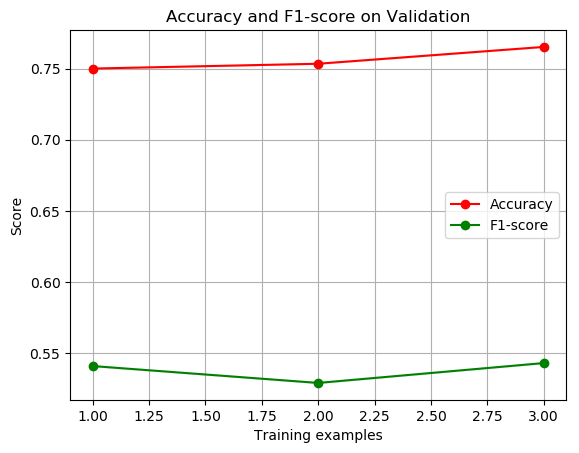 Accuracy and F1-score on Validation
Score
0.75
0.70
0.65
0.60
0.55
Accuracy
F1-score
1.00 1.25 1.50 1.75 2.00 2.25 2.50 2.75 3.00
Training examples